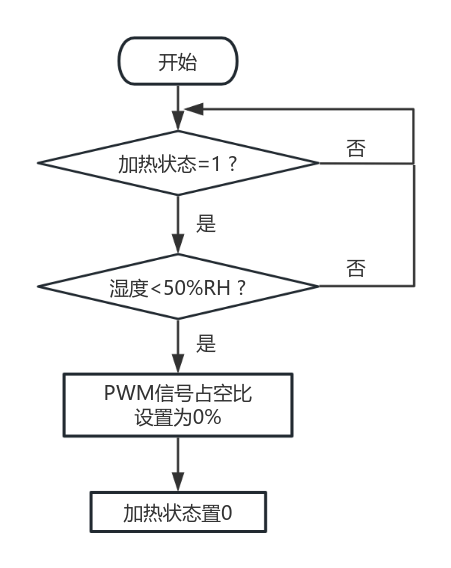 开始
加热状态=1？
否
是
湿度<50%RH？
否
是
PWM信号占空比
设置为0%
加热状态置0